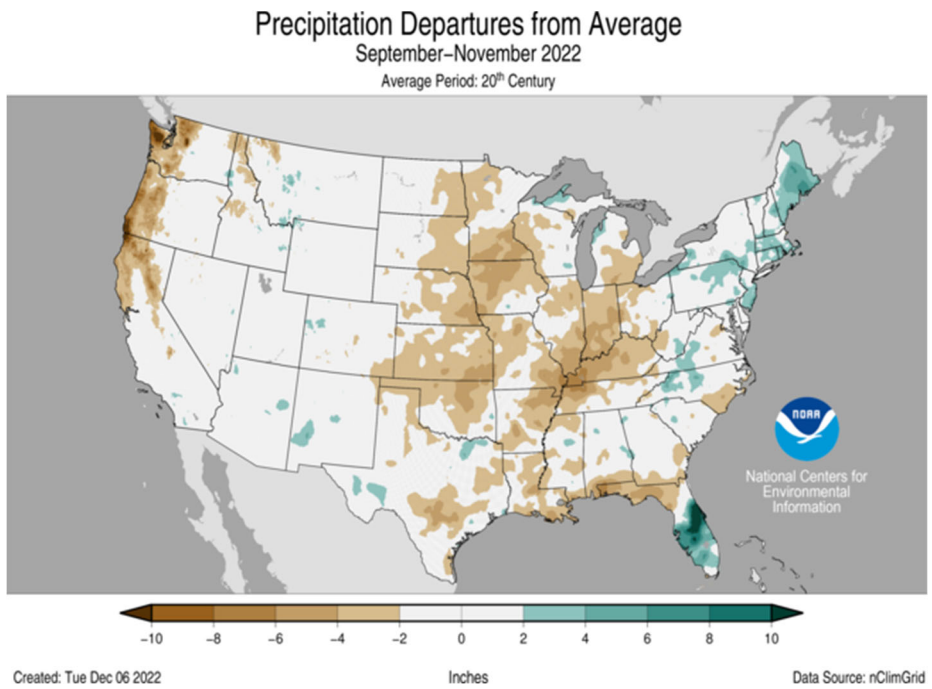 Precipitation Departures from Average
September–November 2022
Average Period: 20th Century
NOAA
National Centers for
Environmental
Information
−10 −8 −6 −4 −2 0 2 4 6 8 10
Created: Tue Dec 06 2022 Inches Data Source: nClimGrid